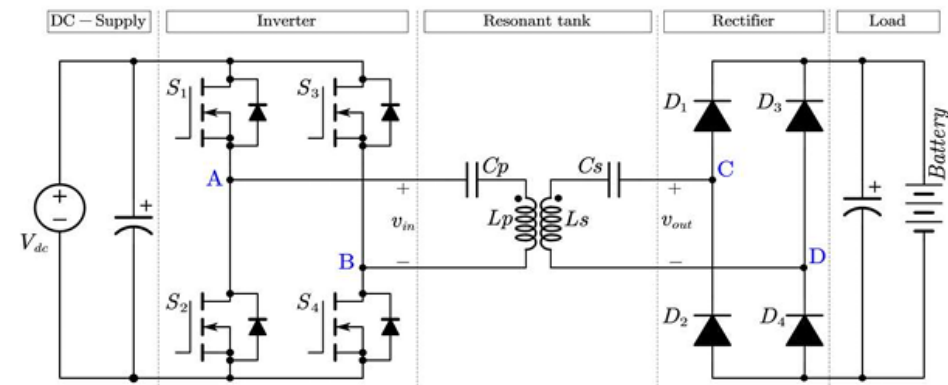 DC – Supply
Inverter
Resonant tank
Rectifier
Load
S1
S3
D1
D3
A
Cp
Cs
C
Battery
+
+
+
+
+
vin
Lp
Ls
vout
−
Vdc
B
−
−
D
S2
S4
D2
D4